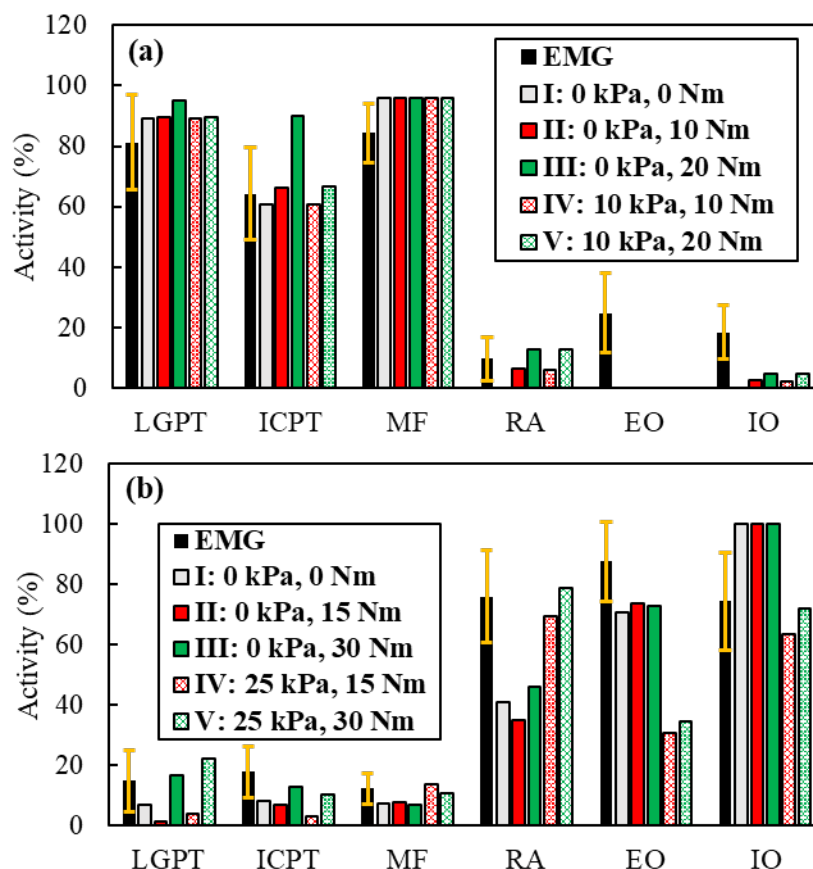 120
100
80
60
40
20
0
Activity (%)
(a)
EMG
I: 0 kPa, 0 Nm
II: 0 kPa, 10 Nm
III: 0 kPa, 20 Nm
IV: 10 kPa, 10 Nm
V: 10 kPa, 20 Nm
LGPT ICPT MF RA EO IO
120
100
80
60
40
20
0
Activity (%)
(b)
EMG
I: 0 kPa, 0 Nm
II: 0 kPa, 15 Nm
III: 0 kPa, 30 Nm
IV: 25 kPa, 15 Nm
V: 25 kPa, 30 Nm
LGPT ICPT MF RA EO IO